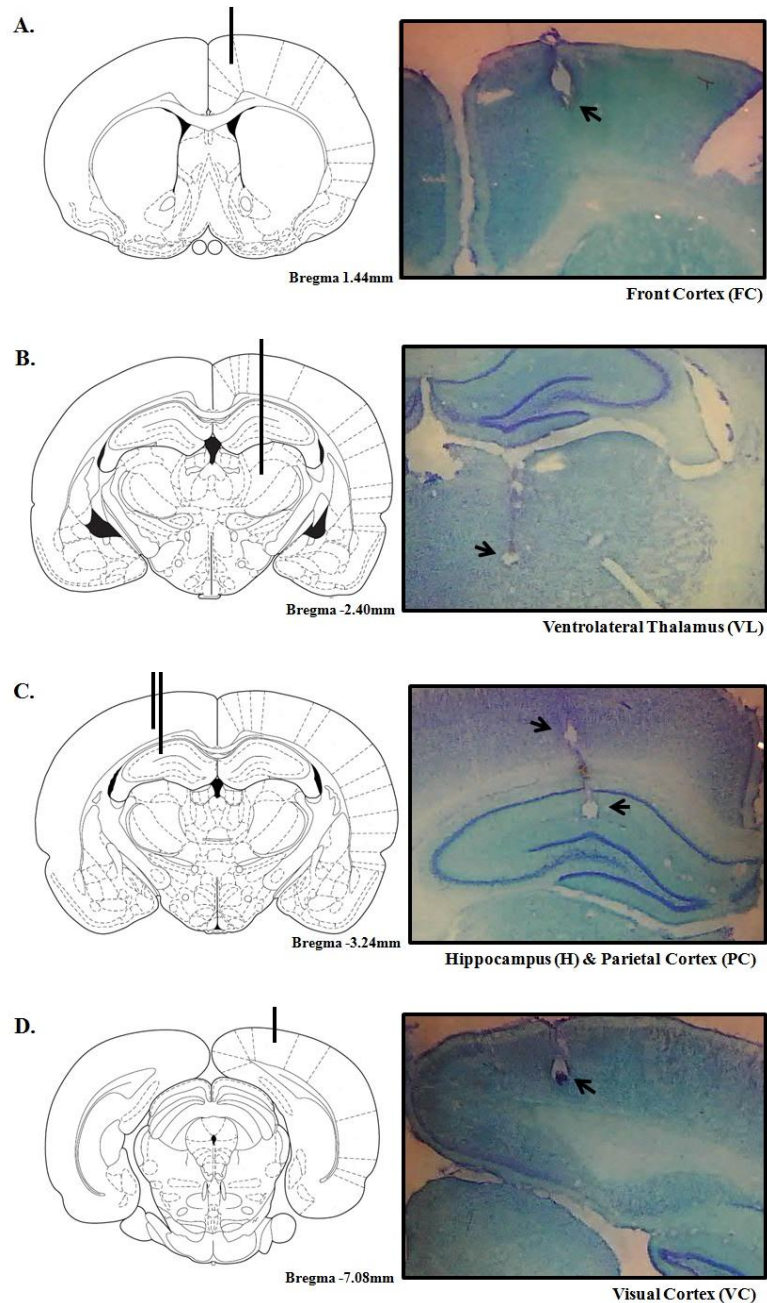 A.
Bregma 1.44mm
Front Cortex (FC)
B.
Bregma -2.40mm
Ventrolateral Thalamus (VL)
C.
Bregma -3.24mm
Hippocampus (H) & Parietal Cortex (PC)
D.
Bregma -7.08mm
Visual Cortex (VC)